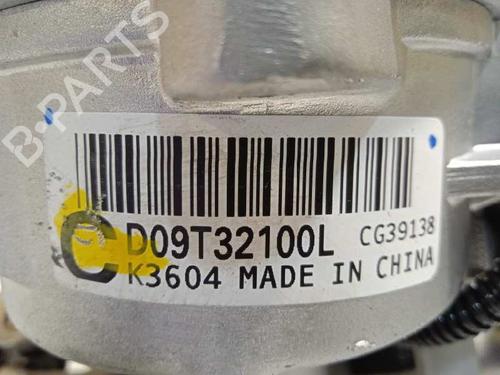 B-PARTS
C D09T32100L CG39138
K3604 MADE IN CHINA